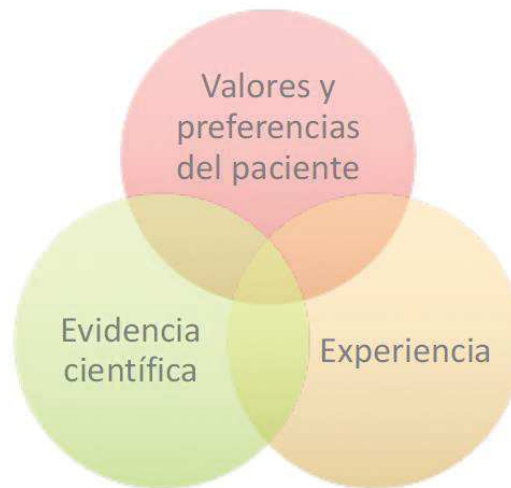 Valores y
preferencias
del paciente
Evidencia
científica
Experiencia